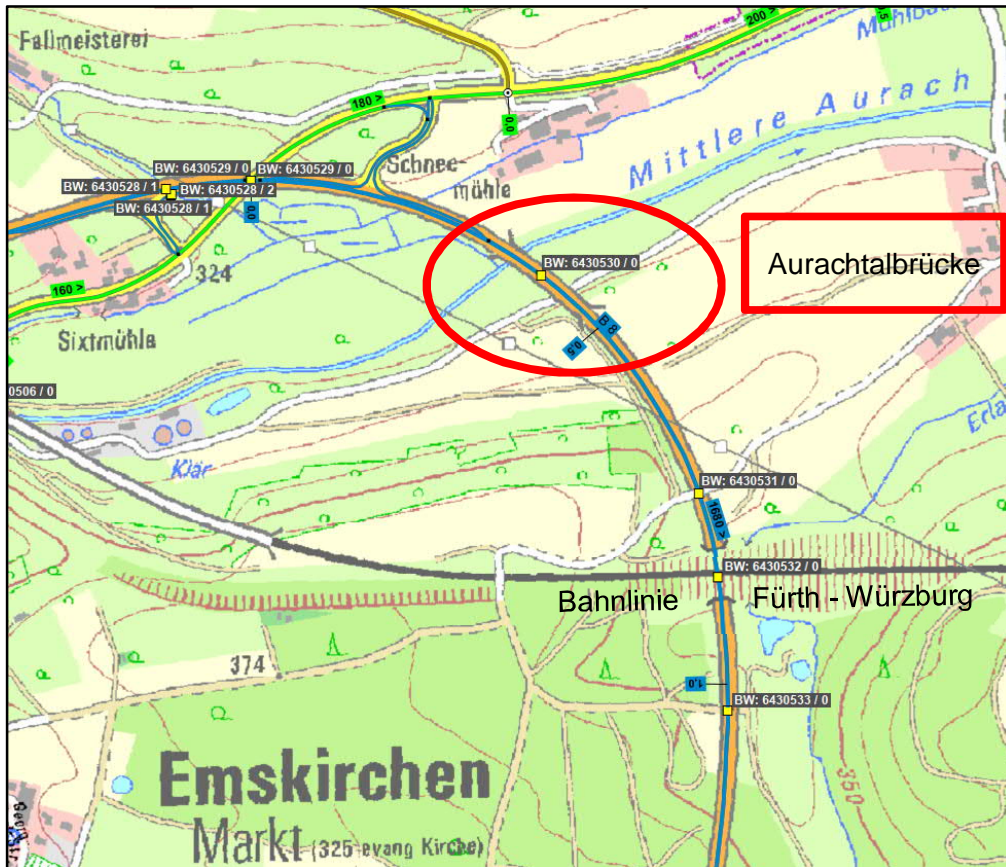 Fallmeisterei
200 >
0,5
180 >
0,0
Mittlere Aurach
Schnee-
mühle
BW: 6430529 / 0
BW: 6430529 / 0
BW: 6430528 / 1
BW: 6430528 / 2
BW: 6430528 / 1
0,0
324
160 >
Sixtmühle
BW: 6430530 / 0
Aurachtalbrücke
B 8
0,5
0506 / 0
Klär
BW: 6430531 / 0
1680 >
BW: 6430532 / 0
Bahnlinie Fürth - Würzburg
374
1,0
BW: 6430533 / 0
350
Emskirchen
Markt (325 evang Kirche)